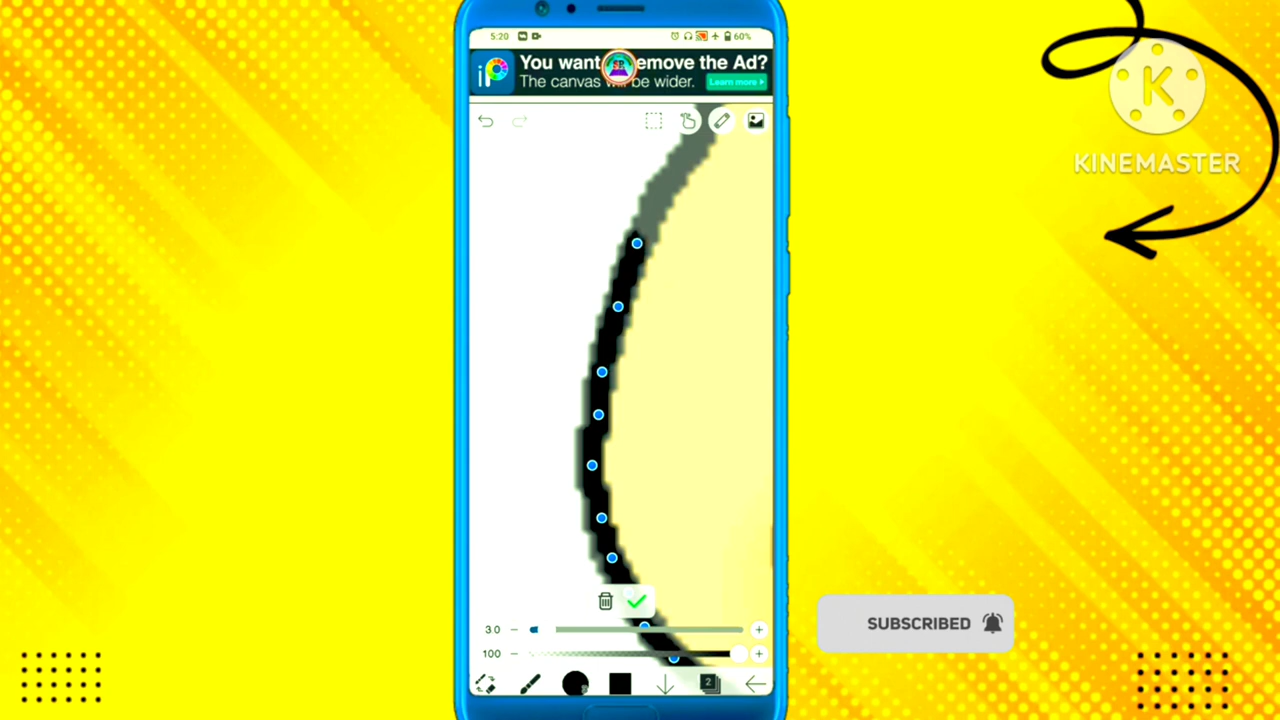 5:20
60%
iP
You want
emove the Ad?
The canvas w
be wider.
Learn more
K
KINEMASTER
SUBSCRIBED
3.0
100
2